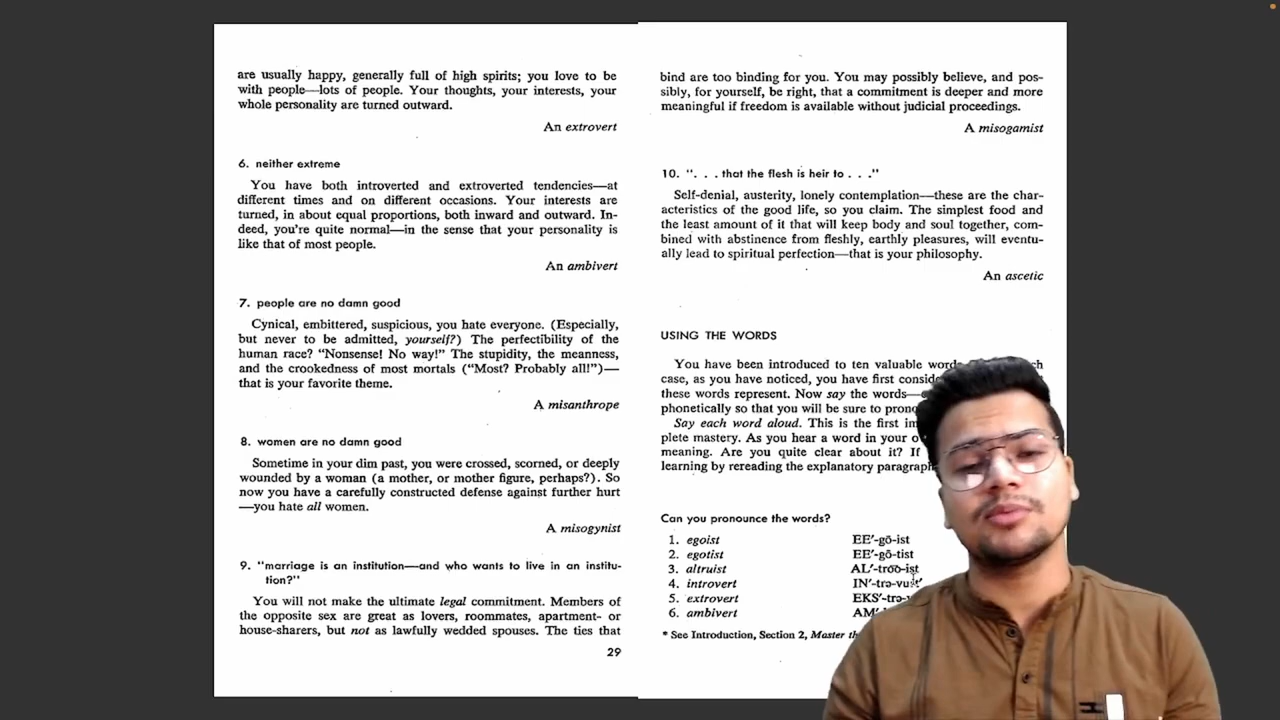 are usually happy, generally full of high spirits; you love to be
with people—lots of people. Your thoughts, your interests, your
whole personality are turned outward.
An extrovert
6. neither extreme
You have both introverted and extroverted tendencies—at
different times and on different occasions. Your interests are
turned, in about equal proportions, both inward and outward. In-
deed, you're quite normal—in the sense that your personality is
like that of most people.
An ambivert
7. people are no damn good
Cynical, embittered, suspicious, you hate everyone. (Especially,
but never to be admitted, yourself?) The perfectibility of the
human race? "Nonsense! No way!" The stupidity, the meanness,
and the crookedness of most mortals ("Most? Probably all!")—
that is your favorite theme.
A misanthrope
8. women are no damn good
Sometime in your dim past, you were crossed, scorned, or deeply
wounded by a woman (a mother, or mother figure, perhaps?). So
now you have a carefully constructed defense against further hurt
—you hate all women.
A misogynist
9. "marriage is an institution—and who wants to live in an institu-
tion?"
You will not make the ultimate legal commitment. Members of
the opposite sex are great as lovers, roommates, apartment- or
house-sharers, but not as lawfully wedded spouses. The ties that
29
bind are too binding for you. You may possibly believe, and pos-
sibly, for yourself, be right, that a commitment is deeper and more
meaningful if freedom is available without judicial proceedings.
A misogamist
10. ". . . that the flesh is heir to . . ."
Self-denial, austerity, lonely contemplation—these are the char-
acteristics of the good life, so you claim. The simplest food and
the least amount of it that will keep body and soul together, com-
bined with abstinence from fleshly, earthly pleasures, will eventu-
ally lead to spiritual perfection—that is your philosophy.
An ascetic
USING THE WORDS
You have been introduced to ten valuable
case, as you have noticed, you have first
these words represent. Now say the words—
phonetically so that you will be sure to
Say each word aloud. This is the first
plete mastery. As you hear a word in your
meaning. Are you quite clear about it? If
learning by rereading the explanatory
Can you pronounce the words?
1. egoist EE'-gō-ist
2. egotist EE'-gō-tist
3. altruist AL'-trōō-ist
4. introvert IN'-trə-vurt'
5. extrovert EKS'-trə-
6. ambivert
* See Introduction, Section 2, Master